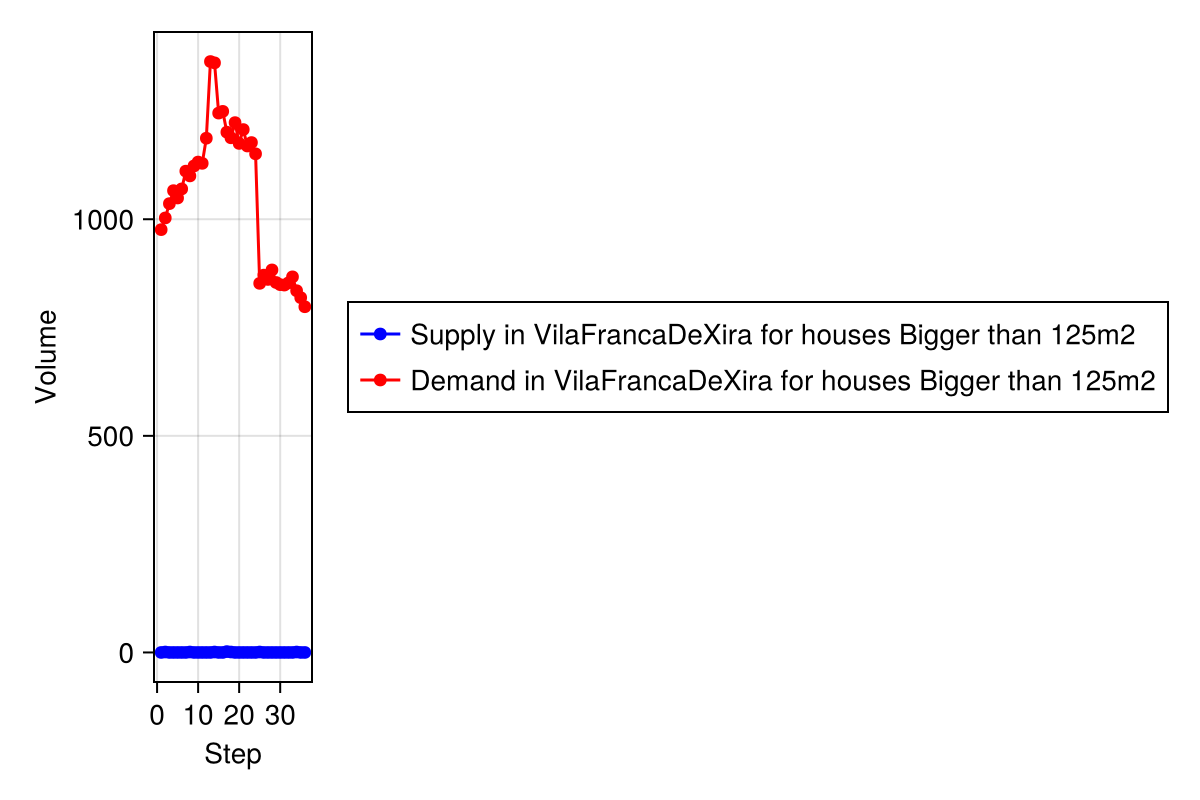 Volume
1000
500
0
0 10 20 30
Step
Supply in VilaFrancaDeXira for houses Bigger than 125m2
Demand in VilaFrancaDeXira for houses Bigger than 125m2